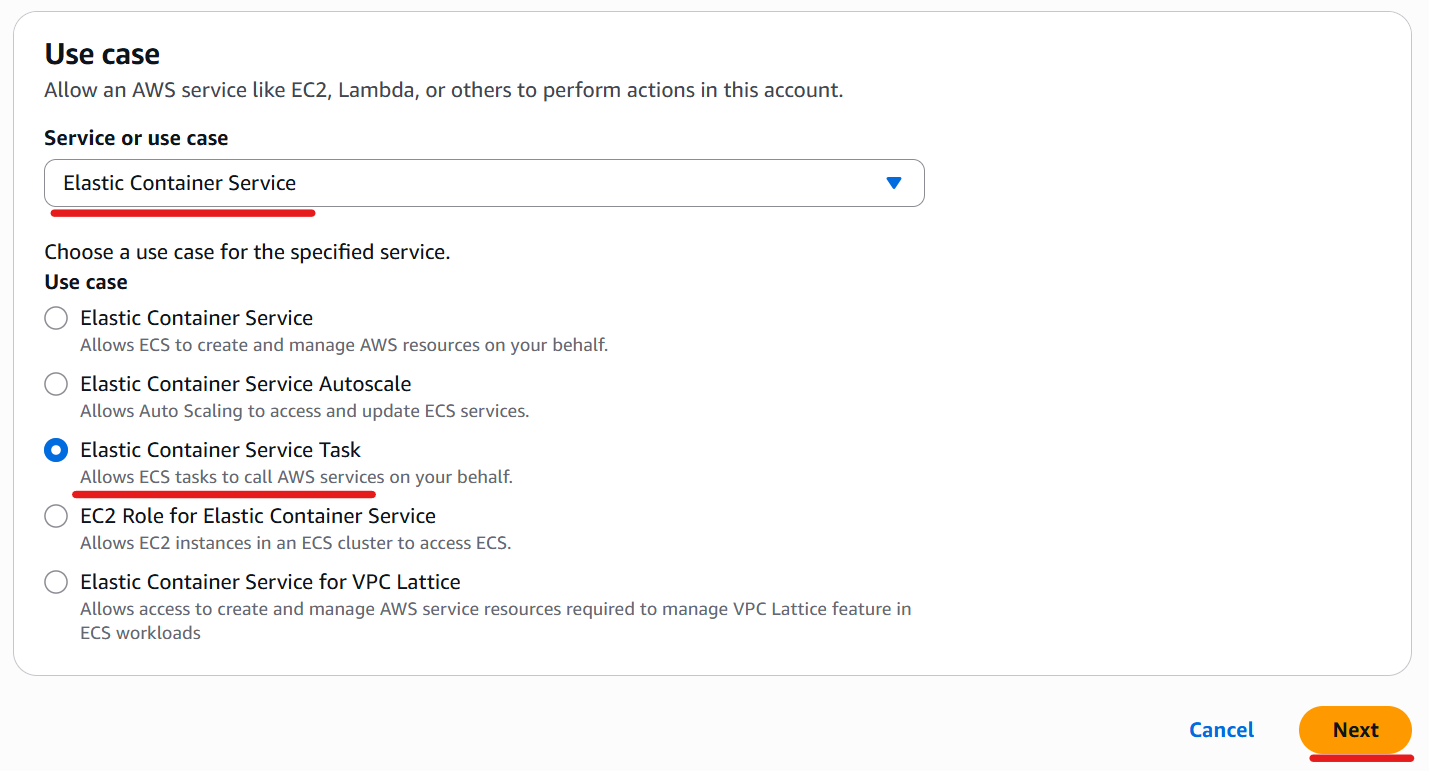 Use case
Allow an AWS service like EC2, Lambda, or others to perform actions in this account.
Service or use case
Elastic Container Service
Choose a use case for the specified service.
Use case
Elastic Container Service
Allows ECS to create and manage AWS resources on your behalf.
Elastic Container Service Autoscale
Allows Auto Scaling to access and update ECS services.
Elastic Container Service Task
Allows ECS tasks to call AWS services on your behalf.
EC2 Role for Elastic Container Service
Allows EC2 instances in an ECS cluster to access ECS.
Elastic Container Service for VPC Lattice
Allows access to create and manage AWS service resources required to manage VPC Lattice feature in
ECS workloads
Cancel
Next